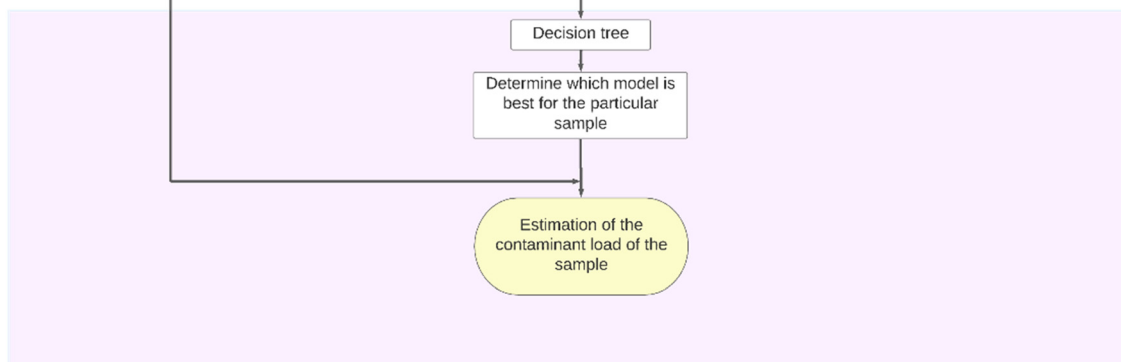 Decision tree
Determine which model is
best for the particular
sample
Estimation of the
contaminant load of the
sample